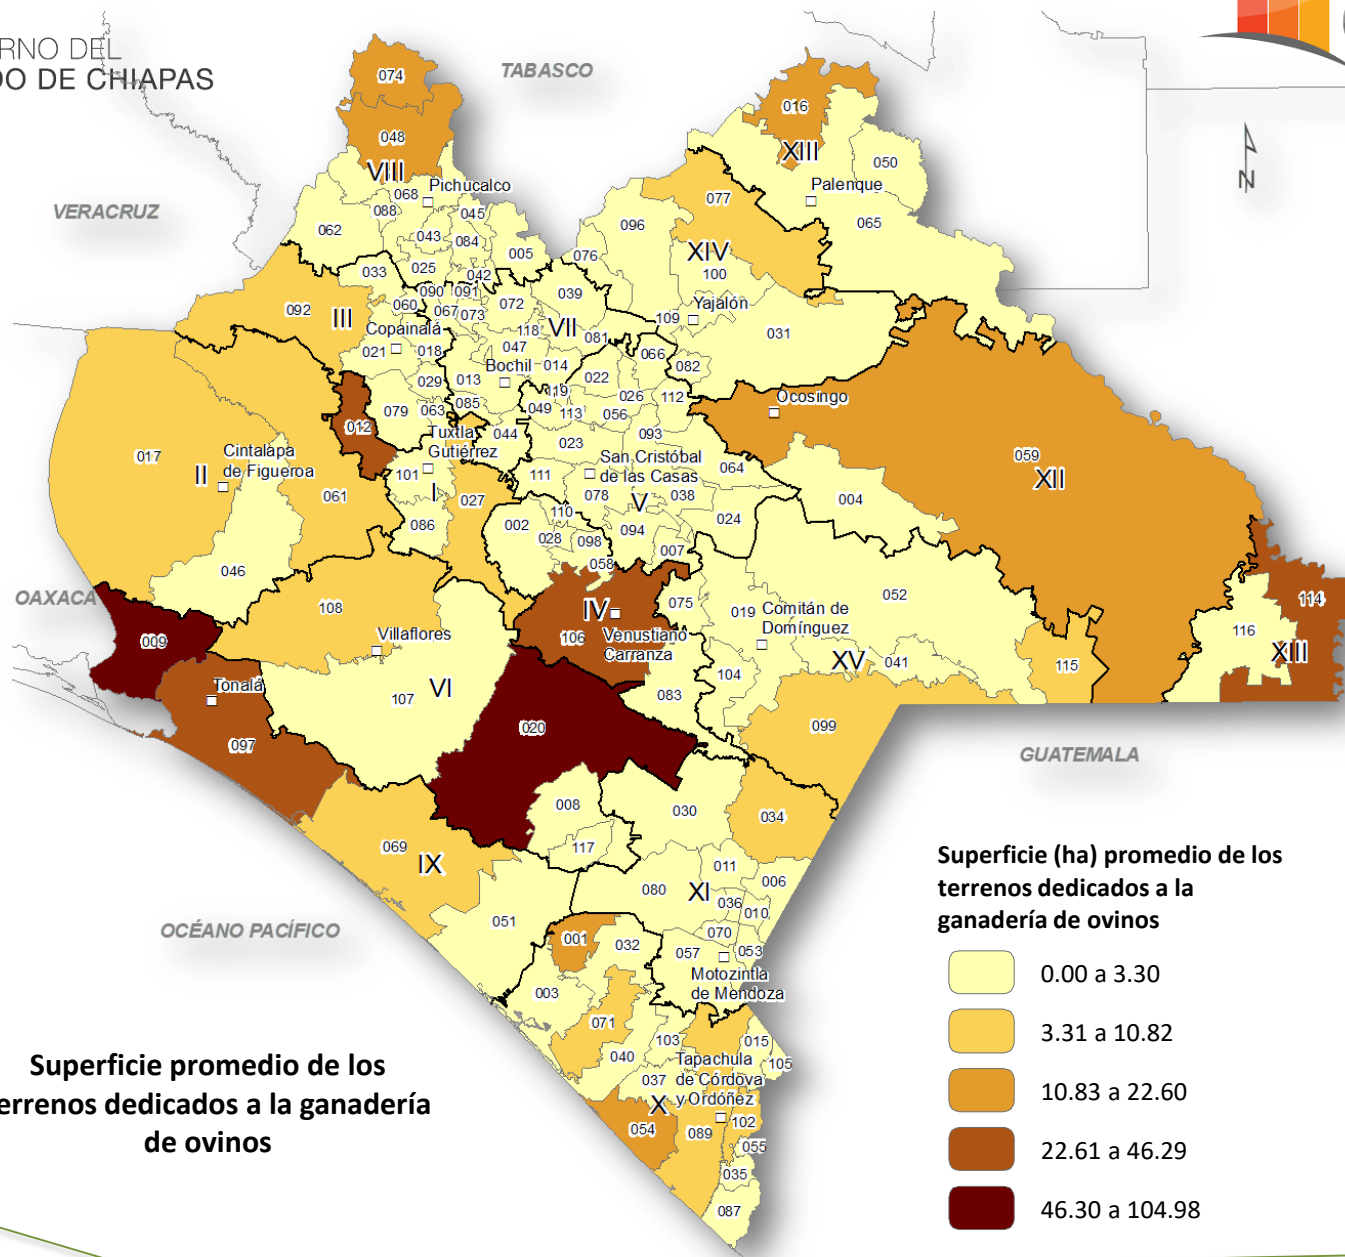 RNO DEL
DO DE CHIAPAS
TABASCO
VERACRUZ
OAXACA
GUATEMALA
OCÉANO PACÍFICO
N
074
048
VIII
068
Pichucalco
088
045
062
043
084
005
025
042
033
016
XIII
050
Palenque
065
077
096
XIV
076
100
Yajalón
109
031
092
III
090
091
060
067
073
072
039
118
VII
081
Copainalá
021
018
047
Bochil
014
066
082
029
013
022
119
026
112
079
063
085
049
113
056
012
Tuxtla
Gutiérrez
044
023
093
Ocosingo
017
II
Cintalapa
de Figueroa
101
I
San Cristóbal
de las Casas
064
059
XII
061
027
111
078
V
038
004
086
002
110
094
024
028
098
007
058
046
052
108
IV
075
019
Comitán de
Domínguez
114
116
XIII
009
Villaflores
106
Venustiano
Carranza
XV
041
115
Tonalá
104
107
VI
083
020
099
097
008
030
034
069
IX
117
011
006
080
XI
036
010
051
070
001
032
057
053
Motozintla
de Mendoza
003
071
103
015
040
Tapachula
de Córdova
y Ordóñez
105
037
X
054
089
102
055
035
087
Superficie (ha) promedio de los
terrenos dedicados a la
ganadería de ovinos
0.00 a 3.30
3.31 a 10.82
10.83 a 22.60
22.61 a 46.29
46.30 a 104.98
Superficie promedio de los
errenos dedicados a la ganadería
de ovinos